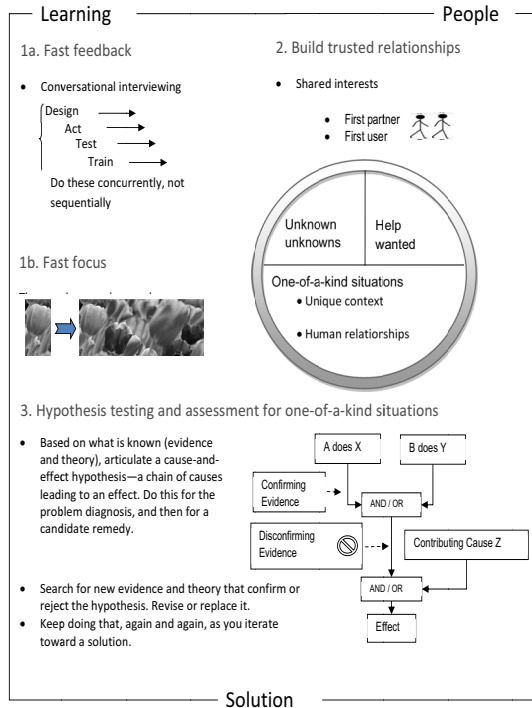 Learning
People
1a. Fast feedback
• Conversational interviewing
Design
Act
Test
Train
Do these concurrently, not
sequentially
1b. Fast focus
2. Build trusted relationships
• Shared interests
• First partner
• First user
Unknown
unknowns
Help
wanted
One-of-a-kind situations
• Unique context
• Human relationships
3. Hypothesis testing and assessment for one-of-a-kind situations
• Based on what is known (evidence
and theory), articulate a cause-and-
effect hypothesis—a chain of causes
leading to an effect. Do this for the
problem diagnosis, and then for a
candidate remedy.
• Search for new evidence and theory that confirm or
reject the hypothesis. Revise or replace it.
• Keep doing that, again and again, as you iterate
toward a solution.
A does X
B does Y
Confirming
Evidence
AND / OR
Disconfirming
Evidence
Contributing Cause Z
AND / OR
Effect
Solution